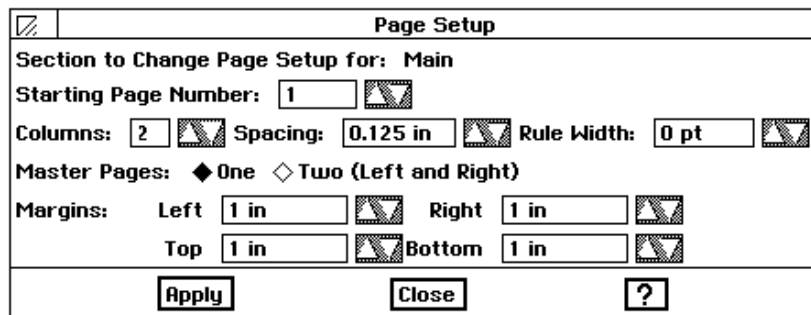 Page Setup
Section to Change Page Setup for: Main
Starting Page Number: 1
Columns: 2 Spacing: 0.125 in Rule Width: 0 pt
Master Pages: One Two (Left and Right)
Margins: Left 1 in Right 1 in
Top 1 in Bottom 1 in
Apply Close ?